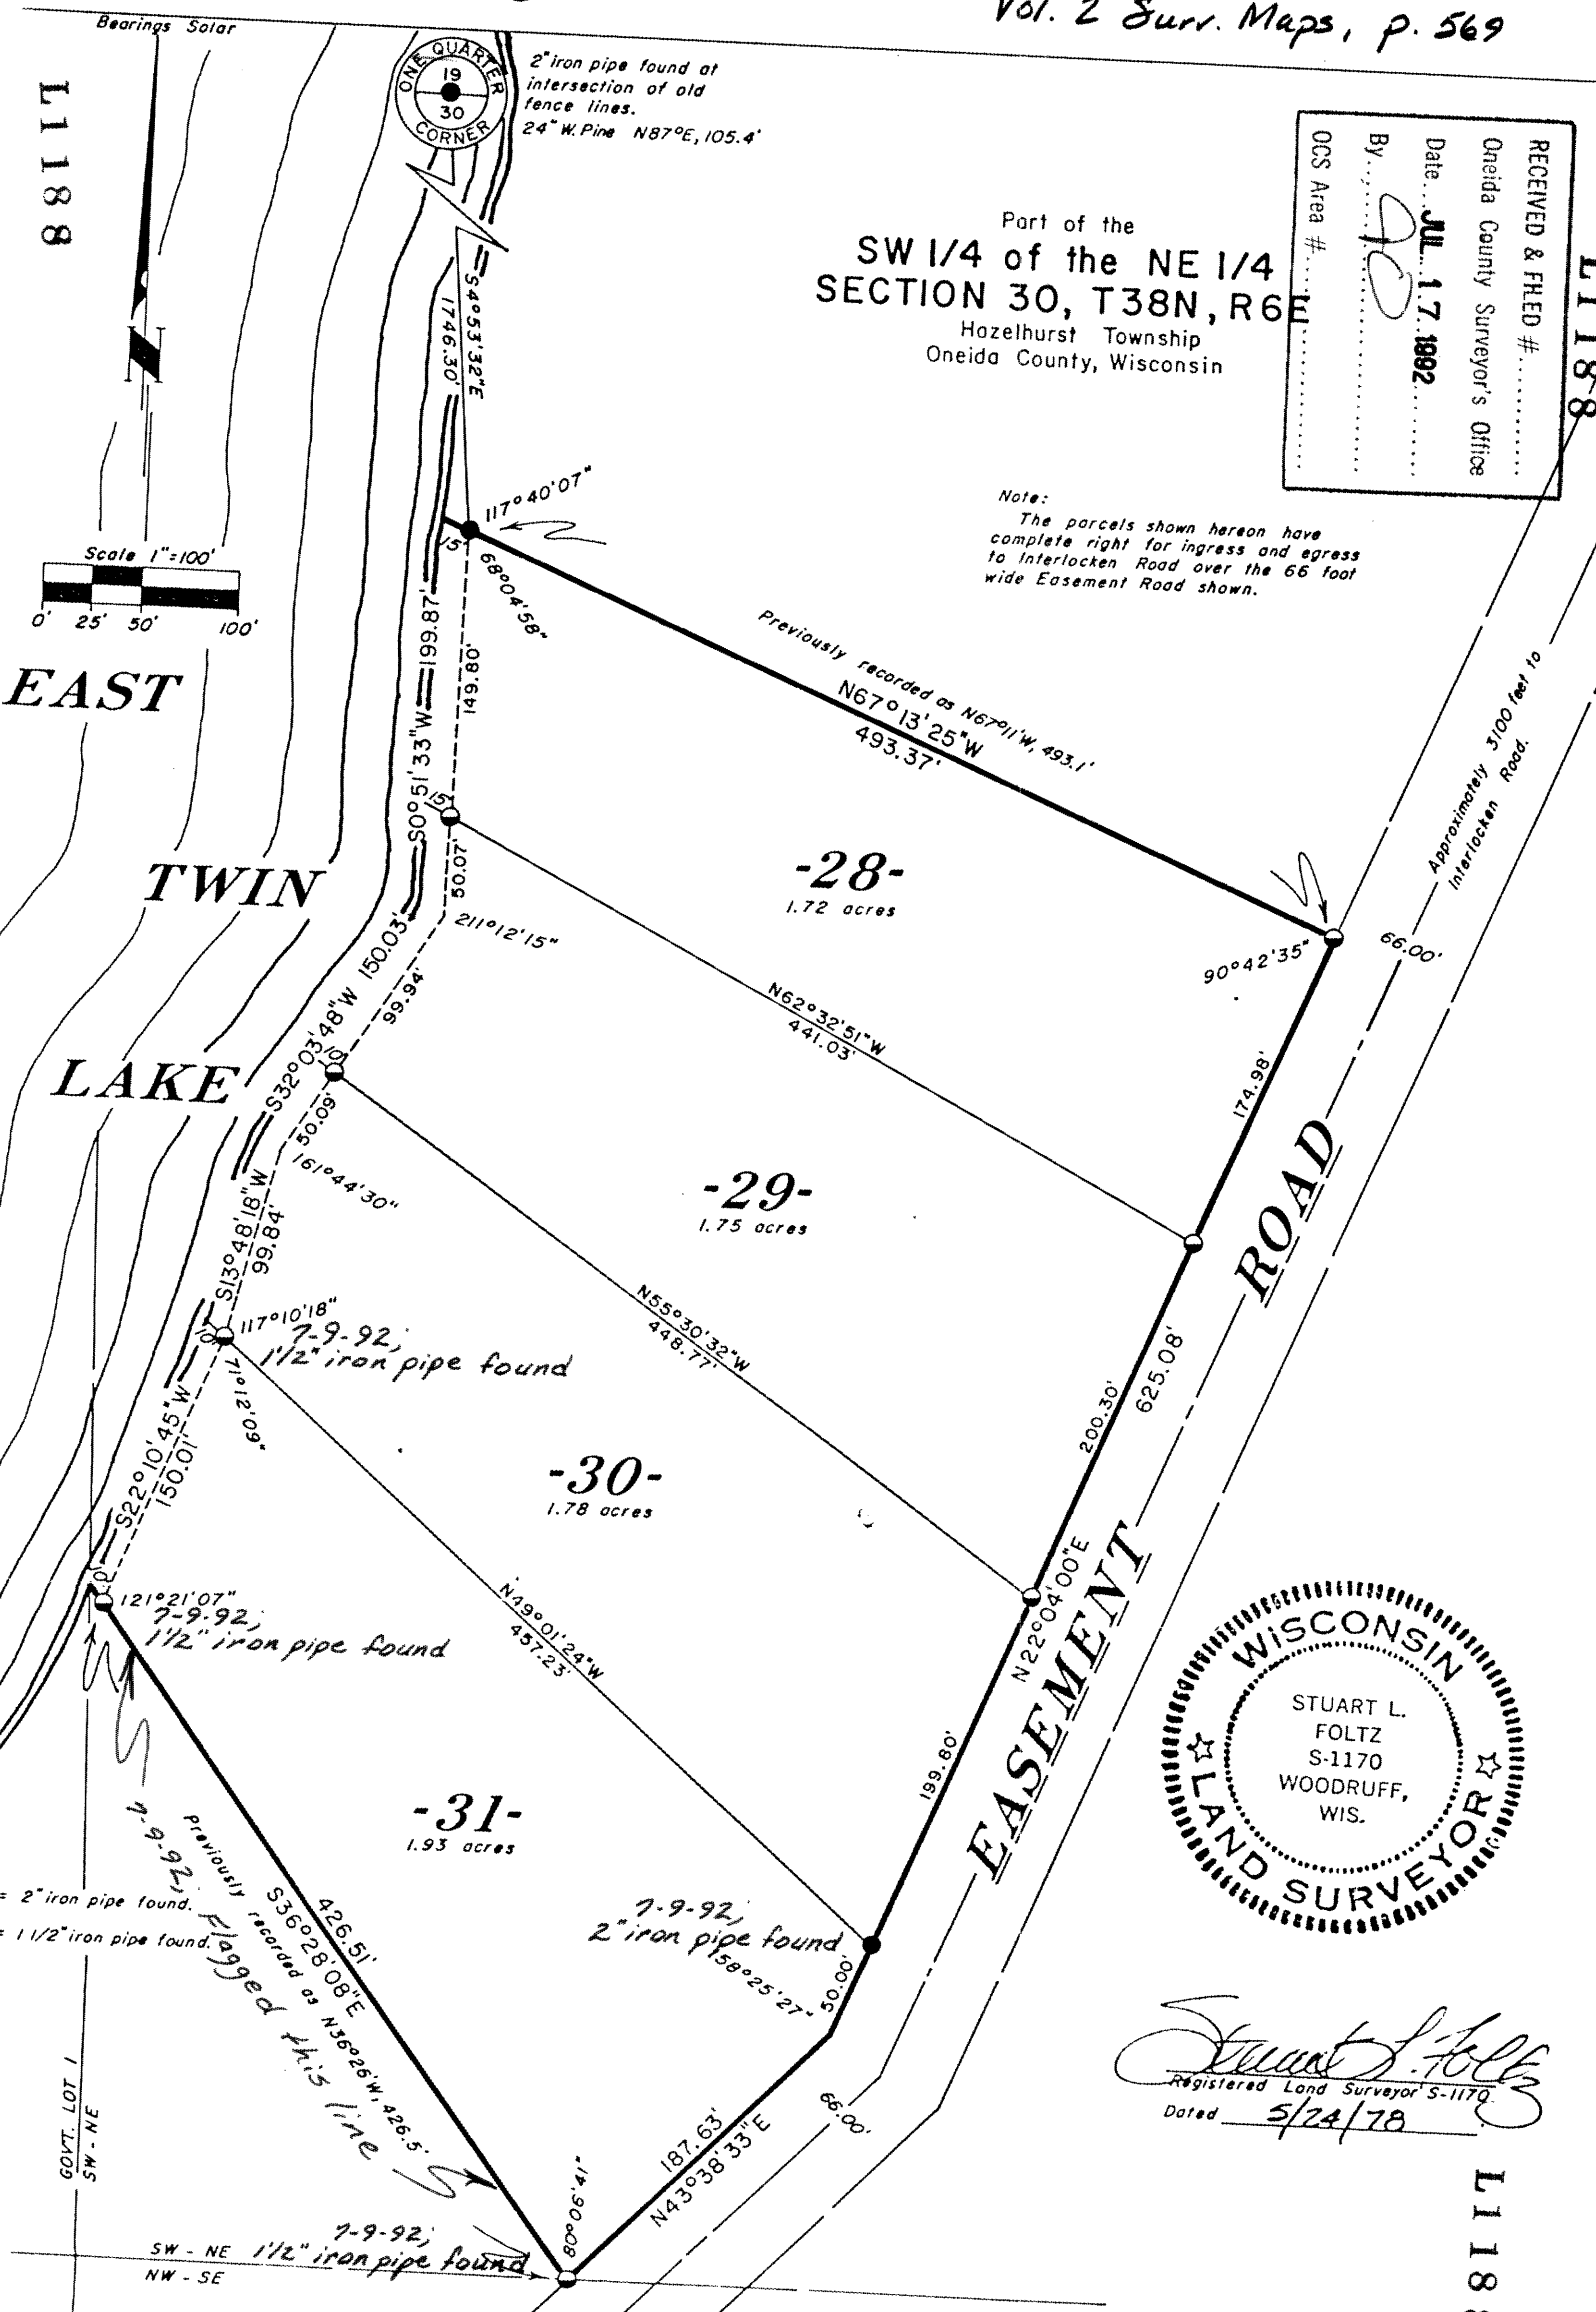 Vol. 2 Surv. Maps, p. 569
Bearings Solar
L1188
ONE QUARTER
19
30
CORNER
2" iron pipe found at
intersection of old
fence lines.
24" W. Pine N87°E, 105.4'
RECEIVED & FILED #
Oneida County Surveyor's Office
Date JUL 17 1992
By
OCS Area #
L1188
Part of the
SW 1/4 of the NE 1/4
SECTION 30, T38N, R6E
Hazelhurst Township
Oneida County, Wisconsin
N
S4°53'32"E
1746.30'
117°40'07"
15'
68°04'58"
Note:
The parcels shown hereon have
complete right for ingress and egress
to Interlocken Road over the 66 foot
wide Easement Road shown.
Scale 1"=100'
0' 25' 50' 100'
EAST
TWIN
LAKE
S0°51'33"W 199.87'
149.80'
Previously recorded as N67°11'W, 493.1'
N67°13'25"W
493.37'
Approximately 3100 feet to
Interlocken Road.
15'
50.07'
-28-
1.72 acres
211°12'15"
90°42'35"
66.00'
S32°03'48"W 150.03'
99.94'
N62°32'51"W
441.03'
10'
174.98'
50.09'
161°44'30"
-29-
1.75 acres
S13°48'18"W
99.84'
10'
117°10'18"
7-9-92;
1 1/2" iron pipe found
71°12'09"
N55°30'32"W
448.77'
200.30'
625.08'
S22°10'45"W
150.01'
-30-
1.78 acres
N22°04'00"E
EASEMENT ROAD
10'
121°21'07"
7-9-92;
1 1/2" iron pipe found
N49°01'24"W
457.23'
199.80'
WISCONSIN
LAND SURVEYOR
STUART L.
FOLTZ
S-1170
WOODRUFF,
WIS.
-31-
1.93 acres
426.51'
S36°28'08"E
Previously recorded as N36°26'W, 426.5'
7-9-92; Flagged this line
= 2" iron pipe found.
= 1 1/2" iron pipe found.
7-9-92;
2" iron pipe found
158°25'27"
50.00'
Stuart L. Foltz
Registered Land Surveyor S-1170
Dated 5/24/78
66.00'
187.63'
N43°38'33"E
GOVT. LOT 1
SW - NE
80°06'41"
7-9-92;
1 1/2" iron pipe found
SW - NE
NW - SE
L118